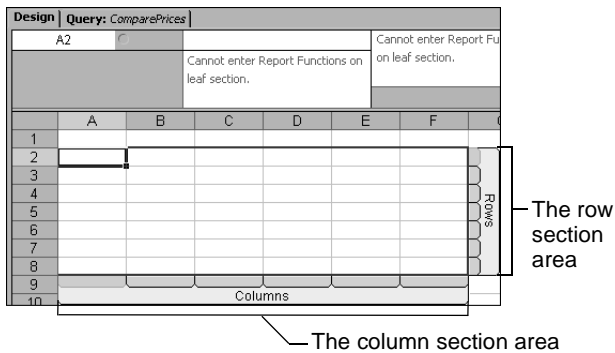 Design Query: ComparePrices
A2
Cannot enter Report Functions on leaf section.
Cannot enter Report Fu
on leaf section.
A B C D E F
1
2
3
4
5
6
7
8
9
10
Rows
Columns
The row section area
The column section area